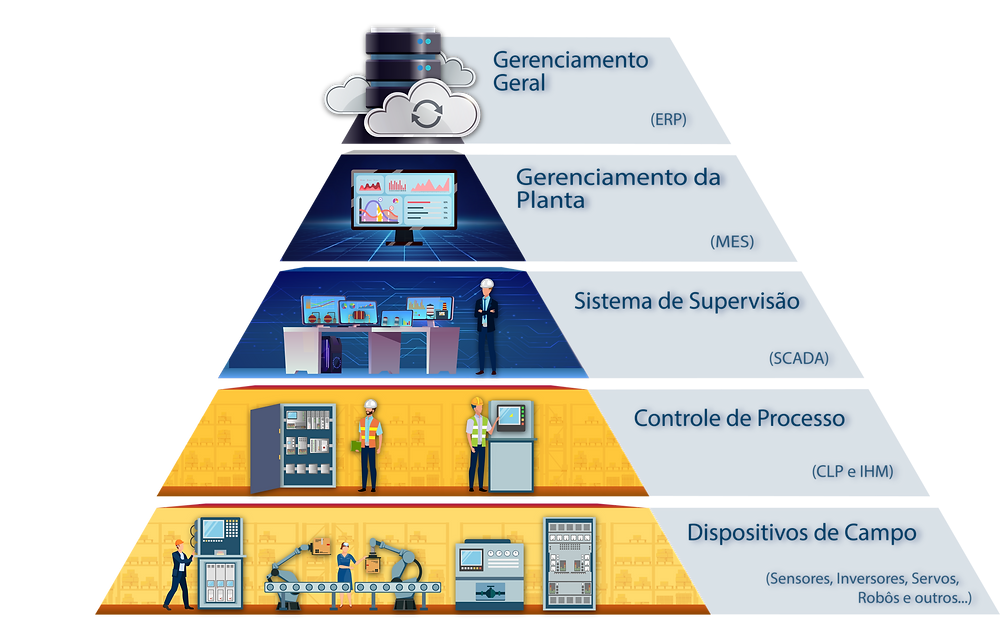 Gerenciamento
Geral
(ERP)
Gerenciamento da
Planta
(MES)
Sistema de Supervisão
(SCADA)
Controle de Processo
(CLP e IHM)
Dispositivos de Campo
(Sensores, Inversores, Servos,
Robôs e outros...)